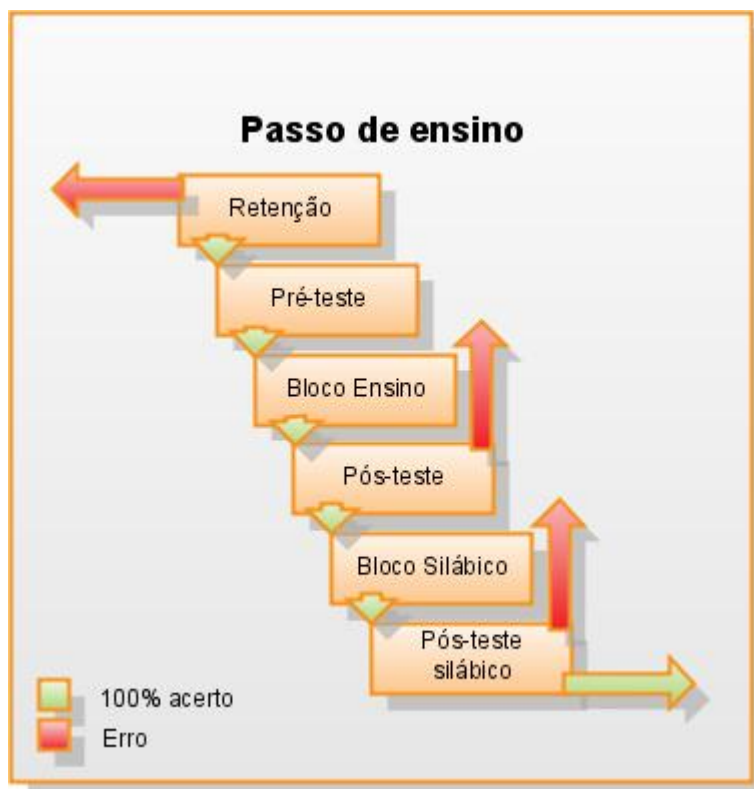 Passo de ensino
Retenção
Pré-teste
Bloco Ensino
Pós-teste
Bloco Silábico
Pós-teste
silábico
100% acerto
Erro